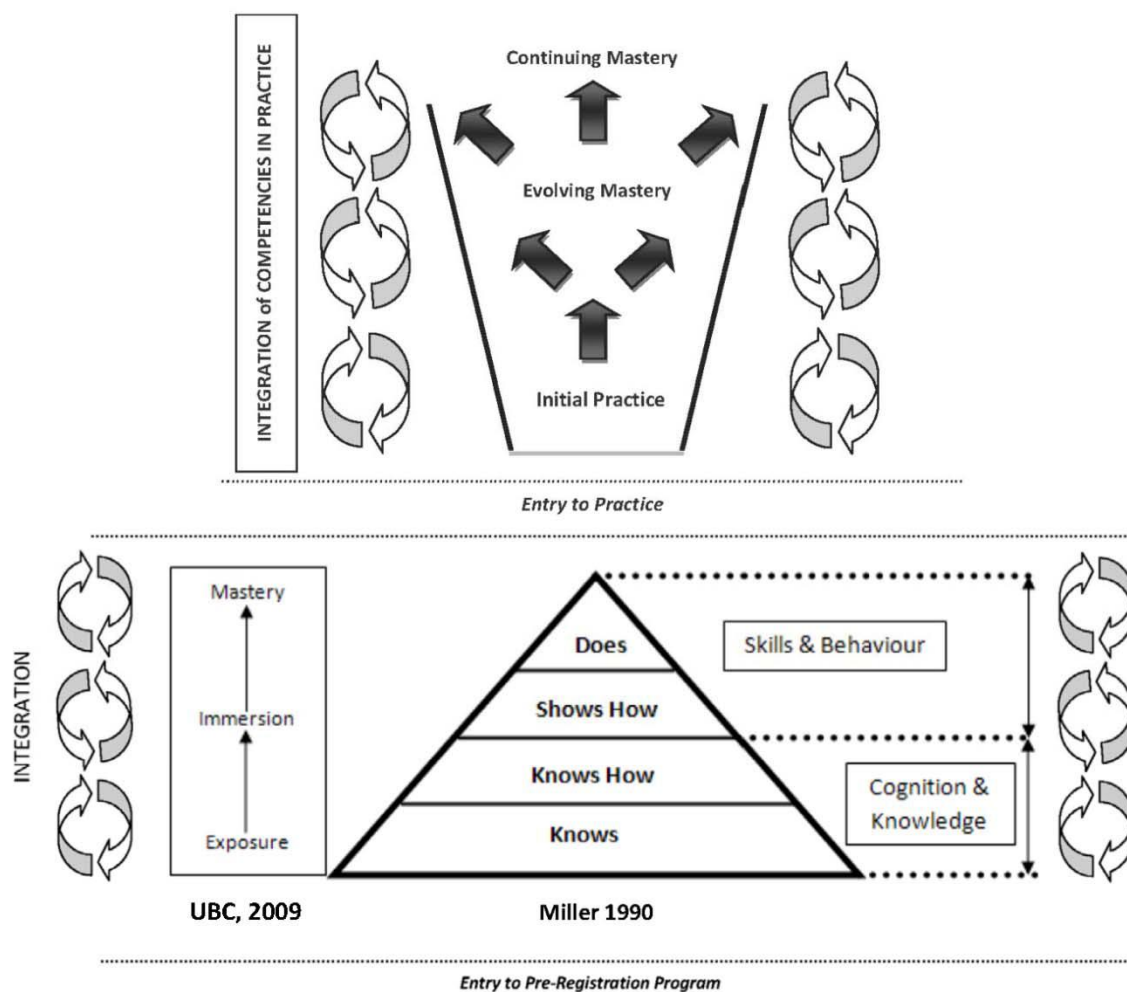 INTEGRATION of COMPETENCIES IN PRACTICE
Continuing Mastery
Evolving Mastery
Initial Practice
Entry to Practice
INTEGRATION
Mastery
Immersion
Exposure
UBC, 2009
Does
Shows How
Knows How
Knows
Miller 1990
Skills & Behaviour
Cognition &
Knowledge
Entry to Pre-Registration Program